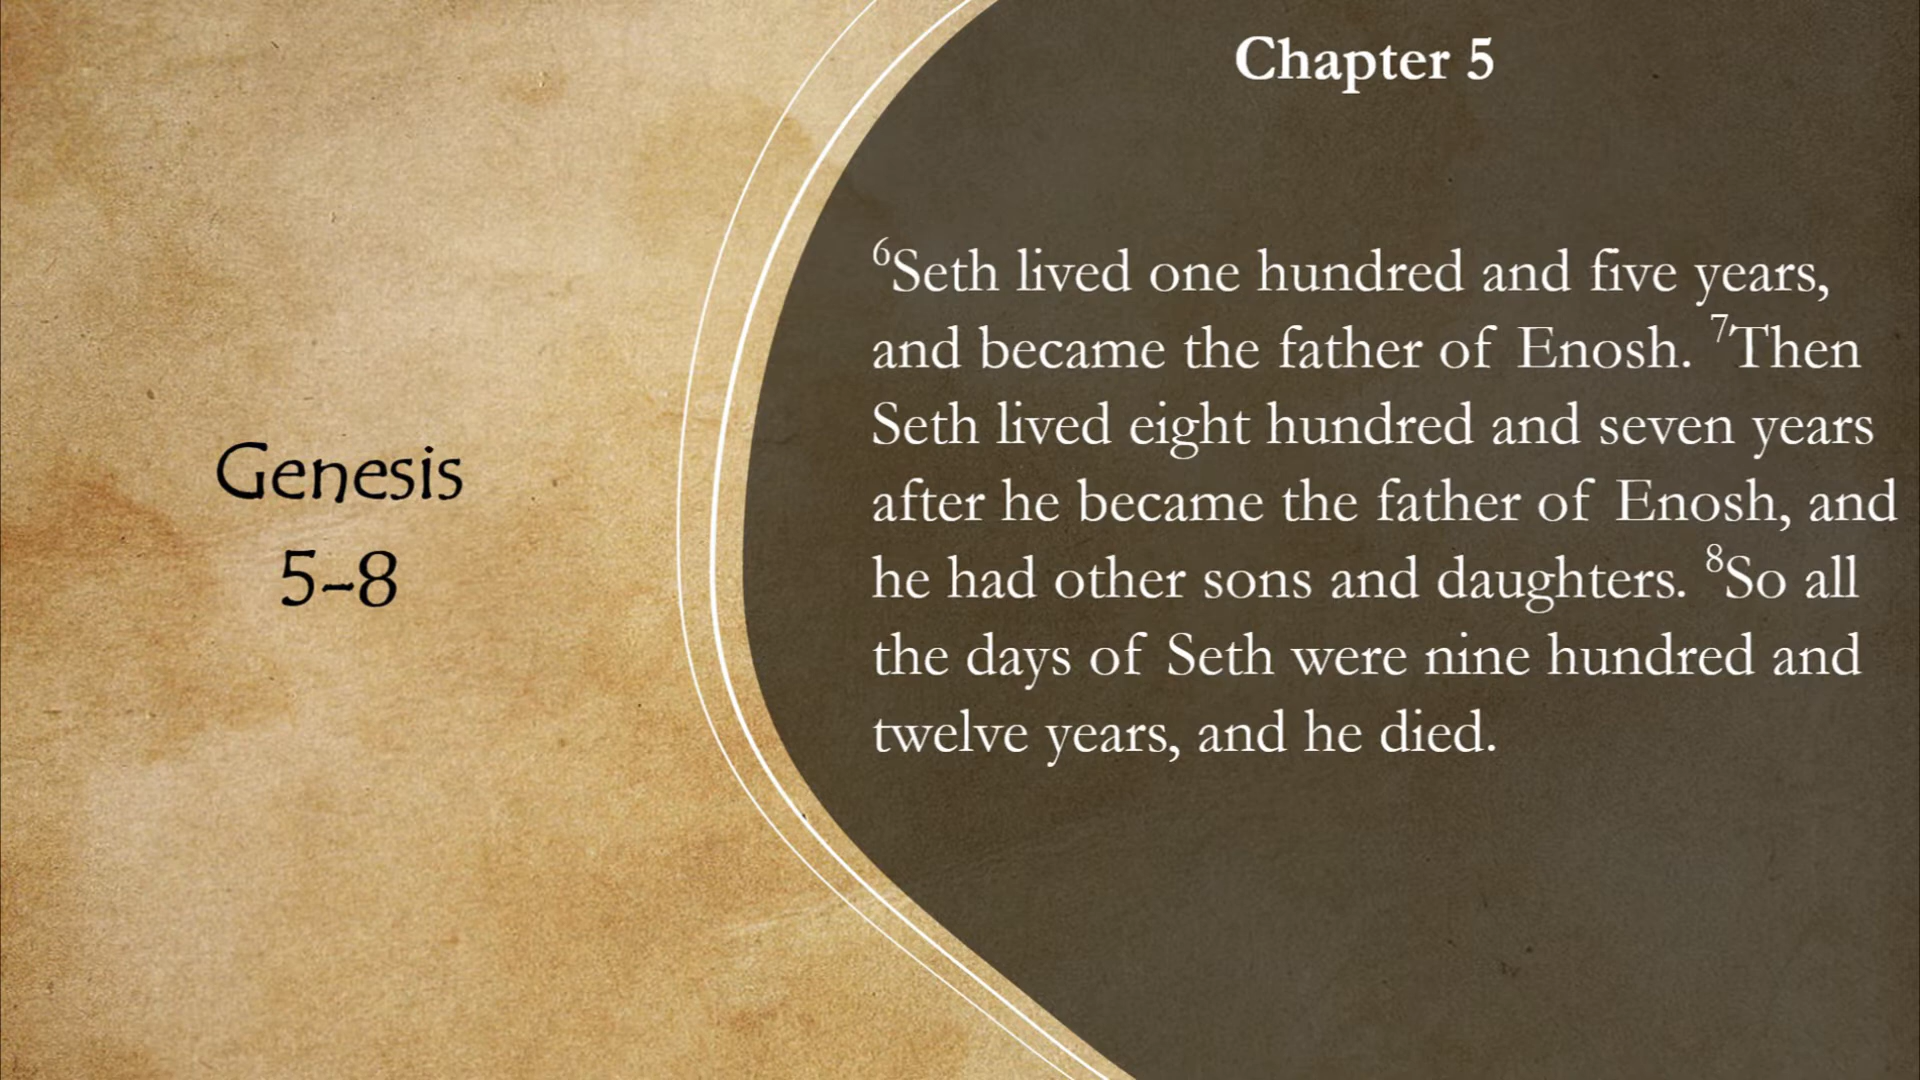 Genesis
5-8
Chapter 5
⁶Seth lived one hundred and five years,
and became the father of Enosh. ⁷Then
Seth lived eight hundred and seven years
after he became the father of Enosh, and
he had other sons and daughters. ⁸So all
the days of Seth were nine hundred and
twelve years, and he died.